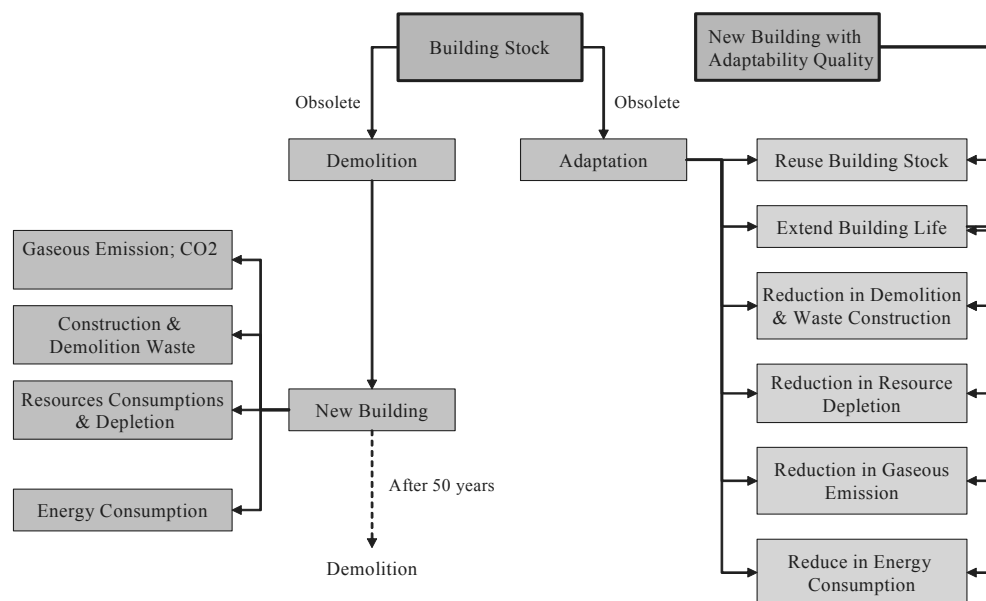 Building Stock
New Building with
Adaptability Quality
Obsolete
Obsolete
Demolition
Adaptation
Reuse Building Stock
Gaseous Emission; CO2
Extend Building Life
Construction &
Demolition Waste
Reduction in Demolition
& Waste Construction
Resources Consumptions
& Depletion
New Building
Reduction in Resource
Depletion
After 50 years
Reduction in Gaseous
Emission
Energy Consumption
Demolition
Reduce in Energy
Consumption